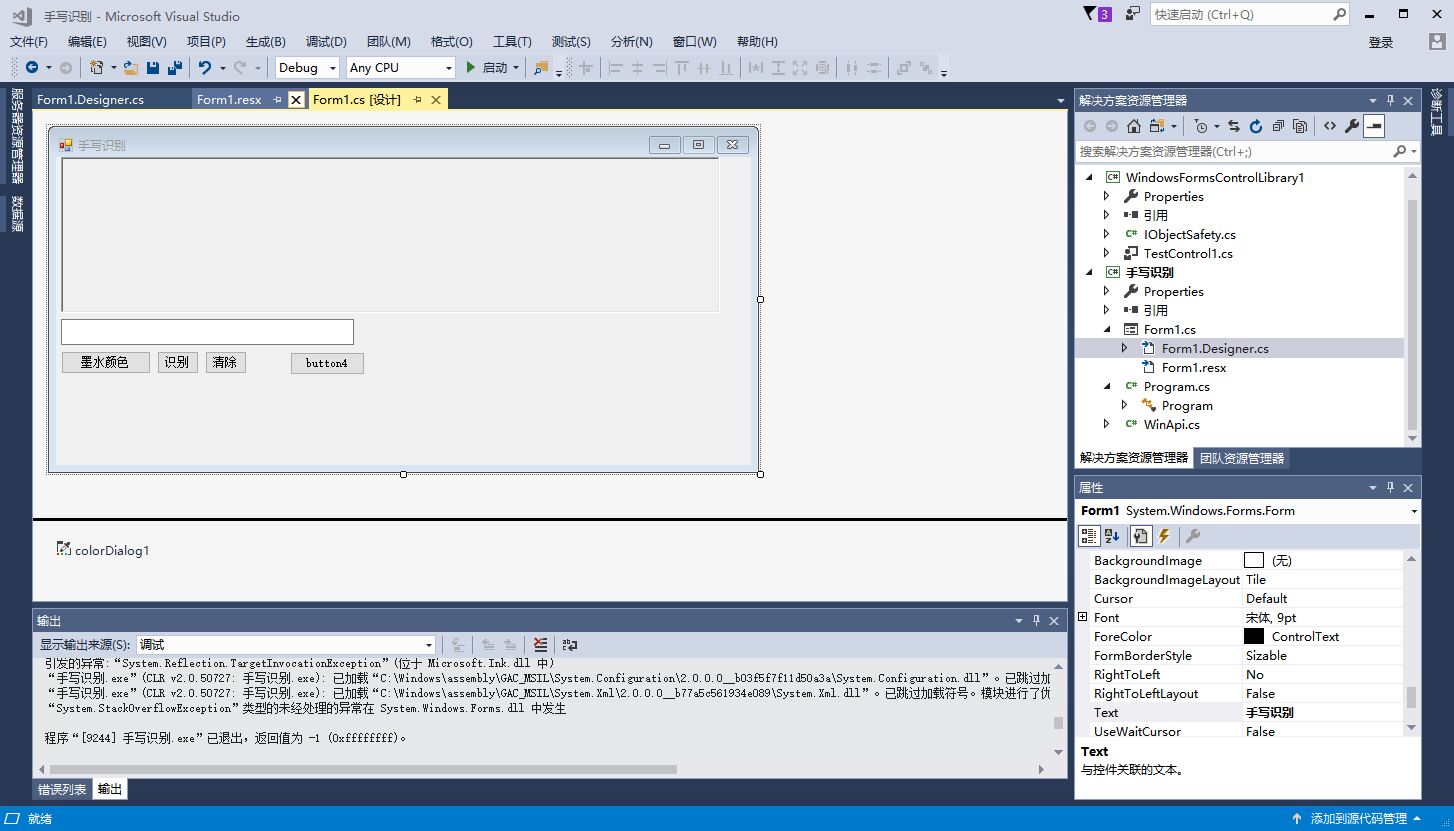 手写识别 - Microsoft Visual Studio
3
快速启动 (Ctrl+Q)
文件(F) 编辑(E) 视图(V) 项目(P) 生成(B) 调试(D) 团队(M) 格式(O) 工具(T) 测试(S) 分析(N) 窗口(W) 帮助(H)
登录
Debug Any CPU 启动
服务器资源管理器
数据源
Form1.Designer.cs Form1.resx Form1.cs [设计]
手写识别
墨水颜色 识别 清除 button4
colorDialog1
输出
显示输出来源(S): 调试
引发的异常:“System.Reflection.TargetInvocationException”(位于 Microsoft.Ink.dll 中)
“手写识别.exe”(CLR v2.0.50727: 手写识别.exe): 已加载“C:\Windows\assembly\GAC_MSIL\System.Configuration\2.0.0.0__b03f5f7f11d50a3a\System.Configuration.dll”。已跳过加
“手写识别.exe”(CLR v2.0.50727: 手写识别.exe): 已加载“C:\Windows\assembly\GAC_MSIL\System.Xml\2.0.0.0__b77a5c561934e089\System.Xml.dll”。已跳过加载符号。模块进行了优
“System.StackOverflowException”类型的未经处理的异常在 System.Windows.Forms.dll 中发生
程序“[9244] 手写识别.exe”已退出，返回值为 -1 (0xffffffff)。
错误列表 输出
就绪
解决方案资源管理器
搜索解决方案资源管理器(Ctrl+;)
C# WindowsFormsControlLibrary1
Properties
引用
C# IObjectSafety.cs
TestControl1.cs
C# 手写识别
Properties
引用
Form1.cs
Form1.Designer.cs
Form1.resx
C# Program.cs
Program
C# WinApi.cs
解决方案资源管理器 团队资源管理器
属性
Form1 System.Windows.Forms.Form
BackgroundImage (无)
BackgroundImageLayout Tile
Cursor Default
Font 宋体, 9pt
ForeColor ControlText
FormBorderStyle Sizable
RightToLeft No
RightToLeftLayout False
Text 手写识别
UseWaitCursor False
Text
与控件关联的文本。
诊断工具
添加到源代码管理